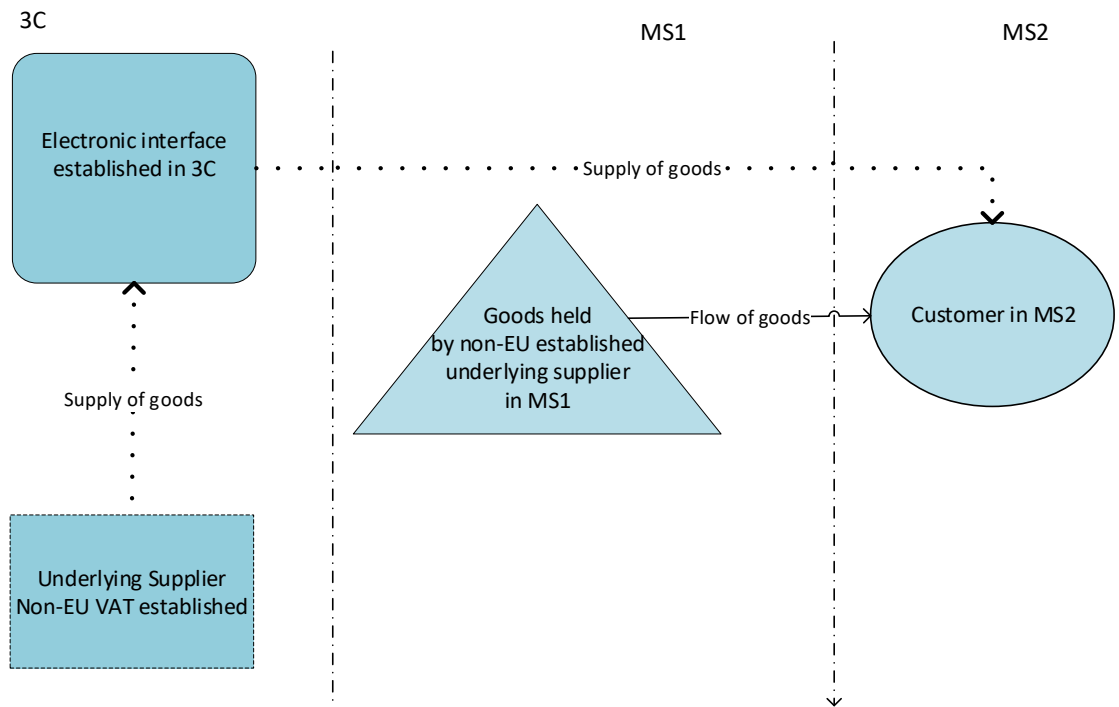 3C
MS1
MS2
Electronic interface
established in 3C
Supply of goods
Goods held
by non-EU established
underlying supplier
in MS1
Flow of goods
Customer in MS2
Supply of goods
Underlying Supplier
Non-EU VAT established